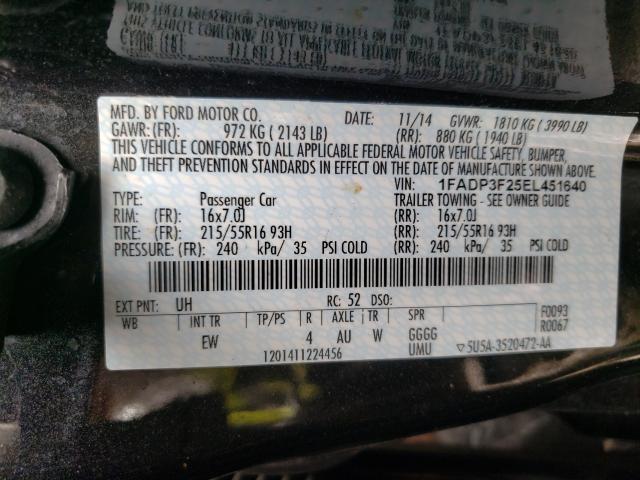 MFD. BY FORD MOTOR CO. DATE: 11/14 GVWR: 1810 KG ( 3990 LB)
GAWR: (FR): 972 KG ( 2143 LB) (RR): 880 KG ( 1940 LB)
THIS VEHICLE CONFORMS TO ALL APPLICABLE FEDERAL MOTOR VEHICLE SAFETY, BUMPER,
AND THEFT PREVENTION STANDARDS IN EFFECT ON THE DATE OF MANUFACTURE SHOWN ABOVE.
VIN: 1FADP3F25EL451640
TYPE: Passenger Car TRAILER TOWING - SEE OWNER GUIDE
RIM: (FR): 16x7.0J (RR): 16x7.0J
TIRE: (FR): 215/55R16 93H (RR): 215/55R16 93H
PRESSURE: (FR): 240 kPa/ 35 PSI COLD (RR): 240 kPa/ 35 PSI COLD
EXT PNT: UH RC: 52 DSO: F0093
WB INT TR TP/PS R AXLE TR SPR R0067
EW 4 AU W GGGG
1201411224456 UMU ▽5U5A-3520472-AA